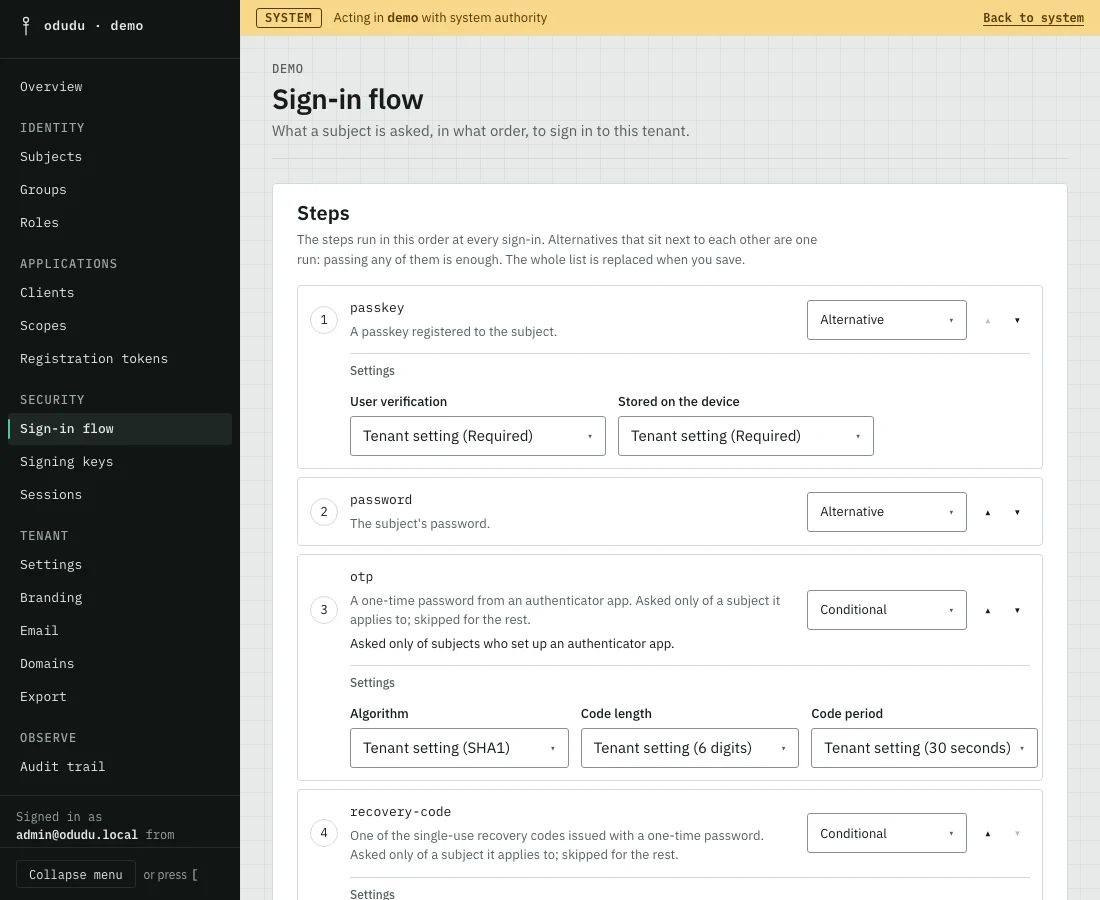 odudu · demo
Overview
IDENTITY
Subjects
Groups
Roles
APPLICATIONS
Clients
Scopes
Registration tokens
SECURITY
Sign-in flow
Signing keys
Sessions
TENANT
Settings
Branding
Email
Domains
Export
OBSERVE
Audit trail
Signed in as
admin@odudu.local from
Collapse menu or press [
SYSTEM Acting in demo with system authority Back to system
DEMO
Sign-in flow
What a subject is asked, in what order, to sign in to this tenant.
Steps
The steps run in this order at every sign-in. Alternatives that sit next to each other are one
run: passing any of them is enough. The whole list is replaced when you save.
1 passkey Alternative
A passkey registered to the subject.
Settings
User verification Stored on the device
Tenant setting (Required) Tenant setting (Required)
2 password Alternative
The subject's password.
3 otp Conditional
A one-time password from an authenticator app. Asked only of a subject it
applies to; skipped for the rest.
Asked only of subjects who set up an authenticator app.
Settings
Algorithm Code length Code period
Tenant setting (SHA1) Tenant setting (6 digits) Tenant setting (30 seconds)
4 recovery-code Conditional
One of the single-use recovery codes issued with a one-time password.
Asked only of a subject it applies to; skipped for the rest.
Settings